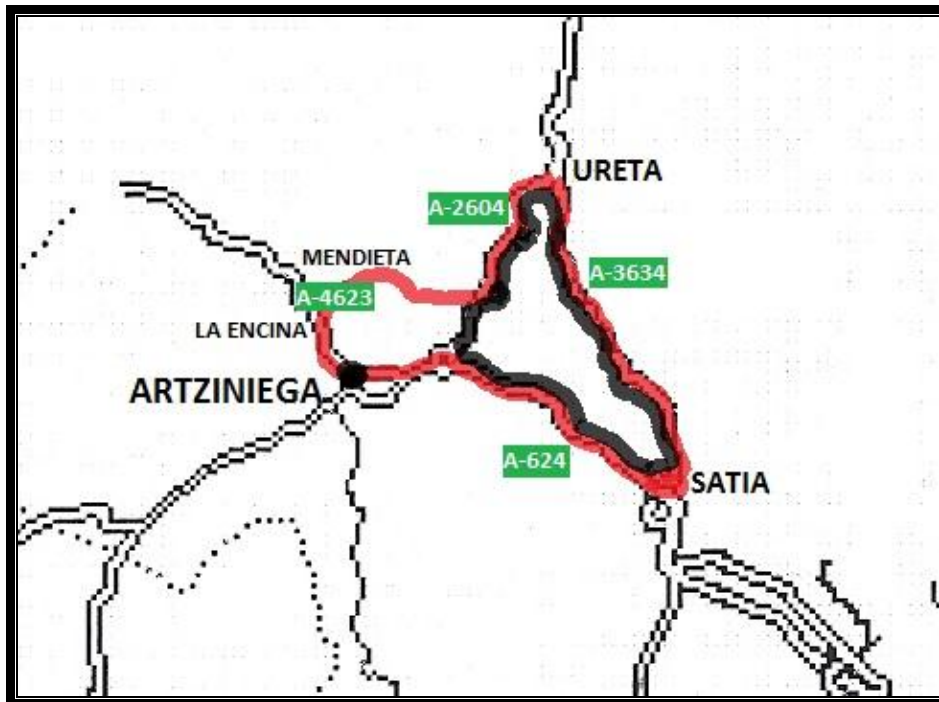 URETA
A-2604
MENDIETA
A-3634
A-4623
LA ENCINA
ARTZINIEGA
A-624
SATIA